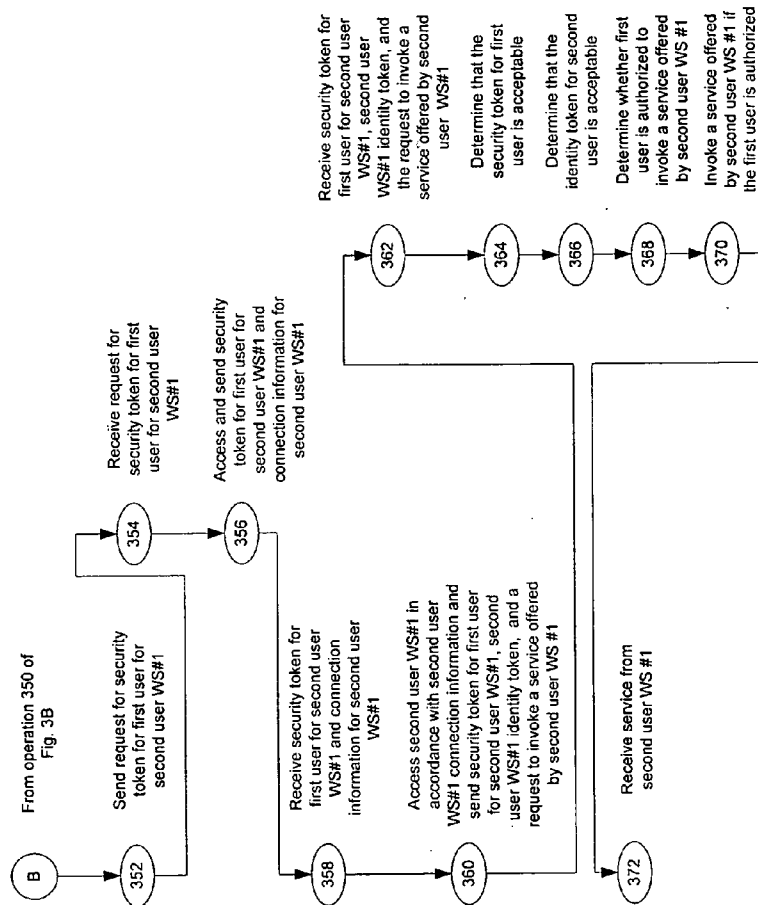 B
From operation 350 of
Fig. 3B
352
Send request for security
token for first user for
second user WS#1
354
Receive request for
security token for first
user for second user
WS#1
356
Access and send security
token for first user for
second user WS#1 and
connection information for
second user WS#1
358
Receive security token for
first user for second user
WS#1 and connection
information for second user
WS#1
360
Access second user WS#1 in
accordance with second user
WS#1 connection information and
send security token for first user
for second user WS#1, second
user WS#1 identity token, and a
request to invoke a service offered
by second user WS #1
362
Receive security token for
first user for second user
WS#1, second user
WS#1 identity token, and
the request to invoke a
service offered by second
user WS#1
364
Determine that the
security token for first
user is acceptable
366
Determine that the
identity token for second
user is acceptable
368
Determine whether first
user is authorized to
invoke a service offered
by second user WS #1
370
Invoke a service offered
by second user WS #1 if
the first user is authorized
372
Receive service from
second user WS #1